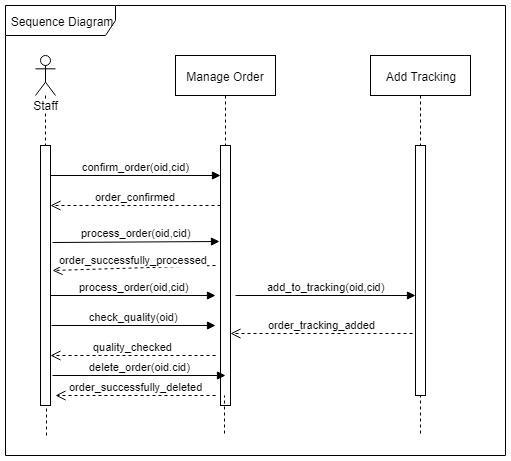 Sequence Diagram
Staff
Manage Order
Add Tracking
confirm_order(oid,cid)
order_confirmed
process_order(oid,cid)
order_successfully_processed
process_order(oid,cid)
add_to_tracking(oid,cid)
check_quality(oid)
order_tracking_added
quality_checked
delete_order(oid.cid)
order_successfully_deleted